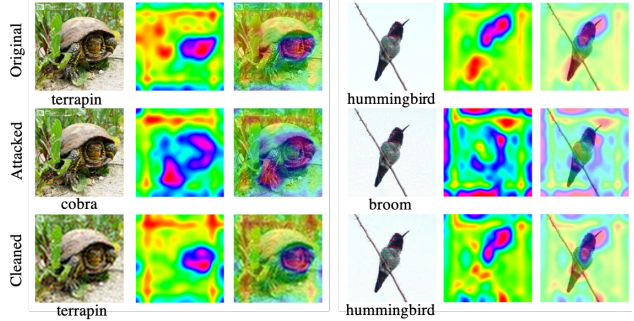 Original
terrapin
hummingbird
Attacked
cobra
broom
Cleaned
terrapin
hummingbird